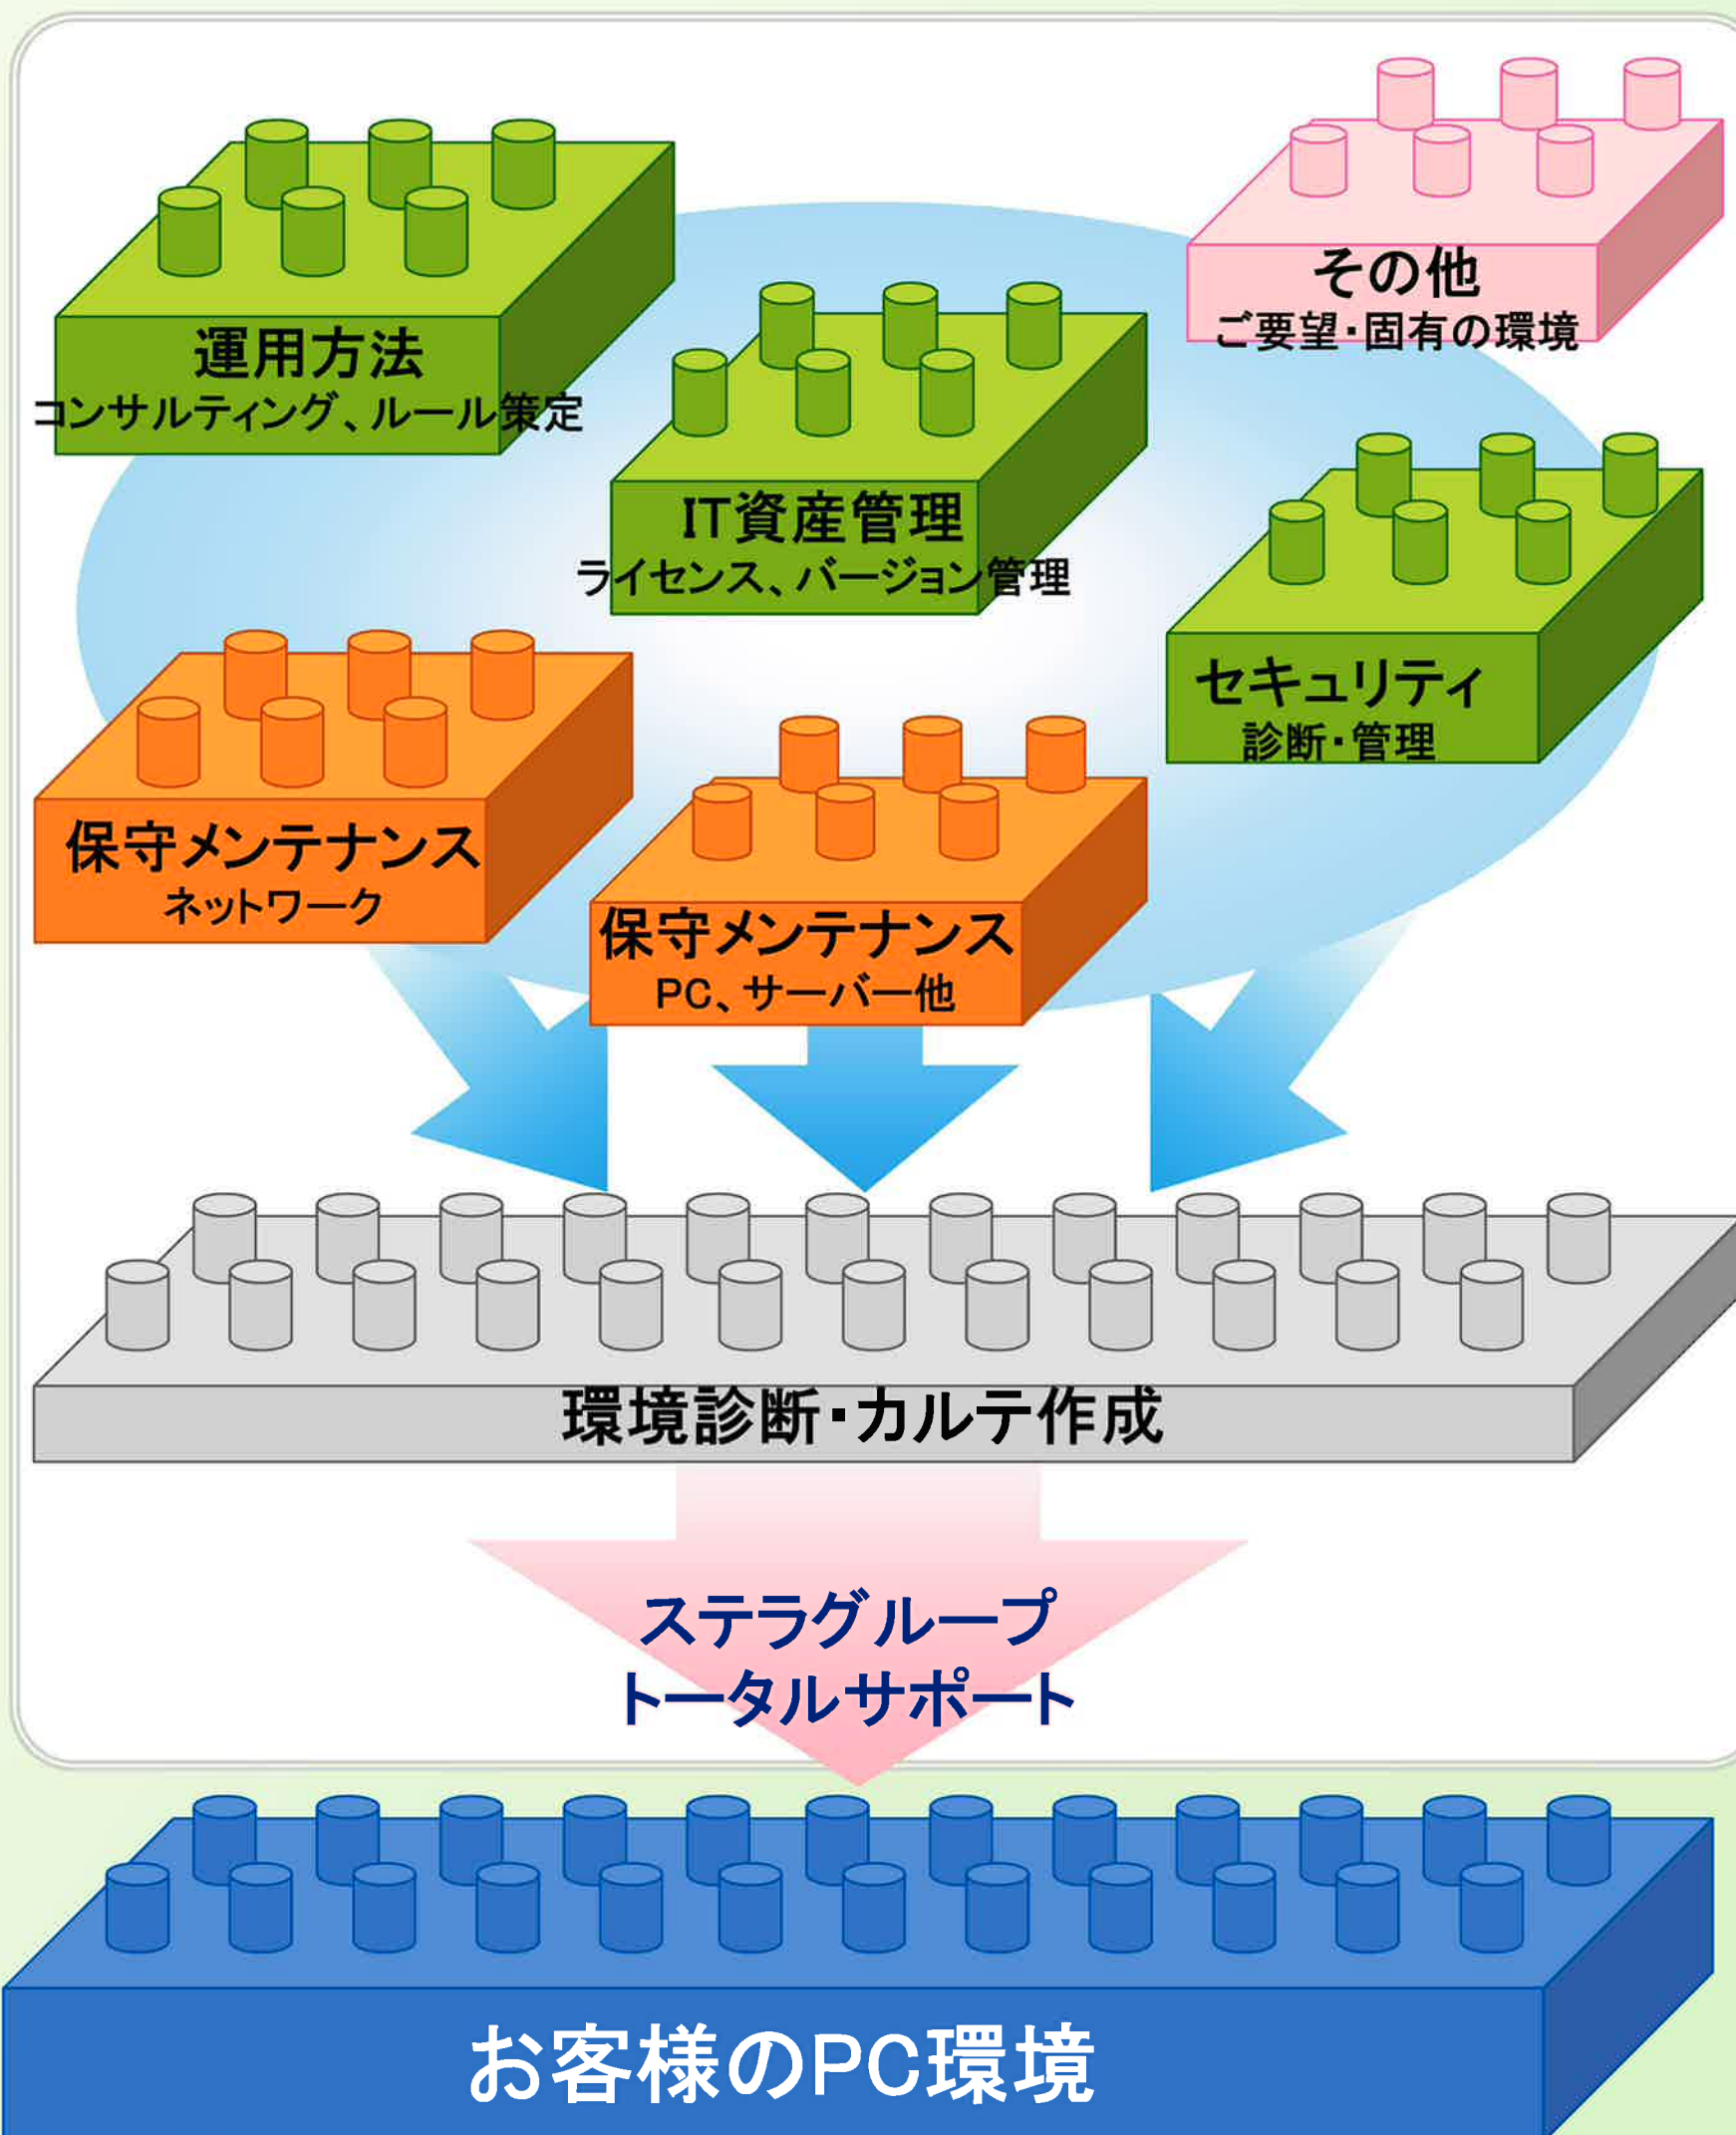 その他
ご要望・固有の環境
運用方法
コンサルティング、ルール策定
IT資産管理
ライセンス、バージョン管理
セキュリティ
診断・管理
保守メンテナンス
ネットワーク
保守メンテナンス
PC、サーバー他
環境診断・カルテ作成
ステラグループ
トータルサポート
お客様のPC環境